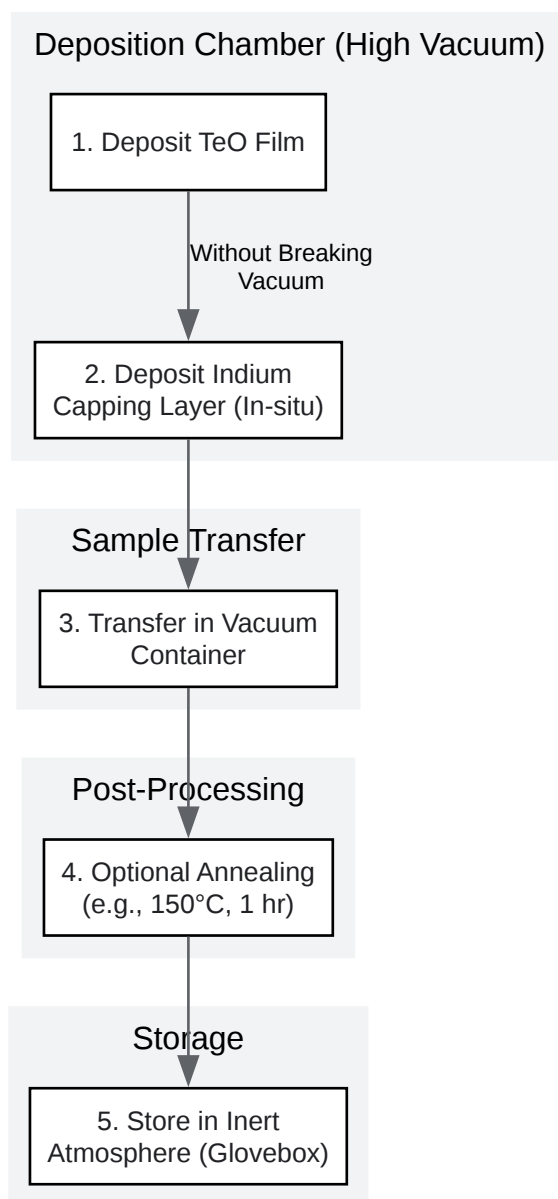 Deposition Chamber (High Vacuum)
1. Deposit TeO Film
Without Breaking
Vacuum
2. Deposit Indium
Capping Layer (In-situ)
Sample Transfer
3. Transfer in Vacuum
Container
Post-Processing
4. Optional Annealing
(e.g., 150°C, 1 hr)
Storage
5. Store in Inert
Atmosphere (Glovebox)